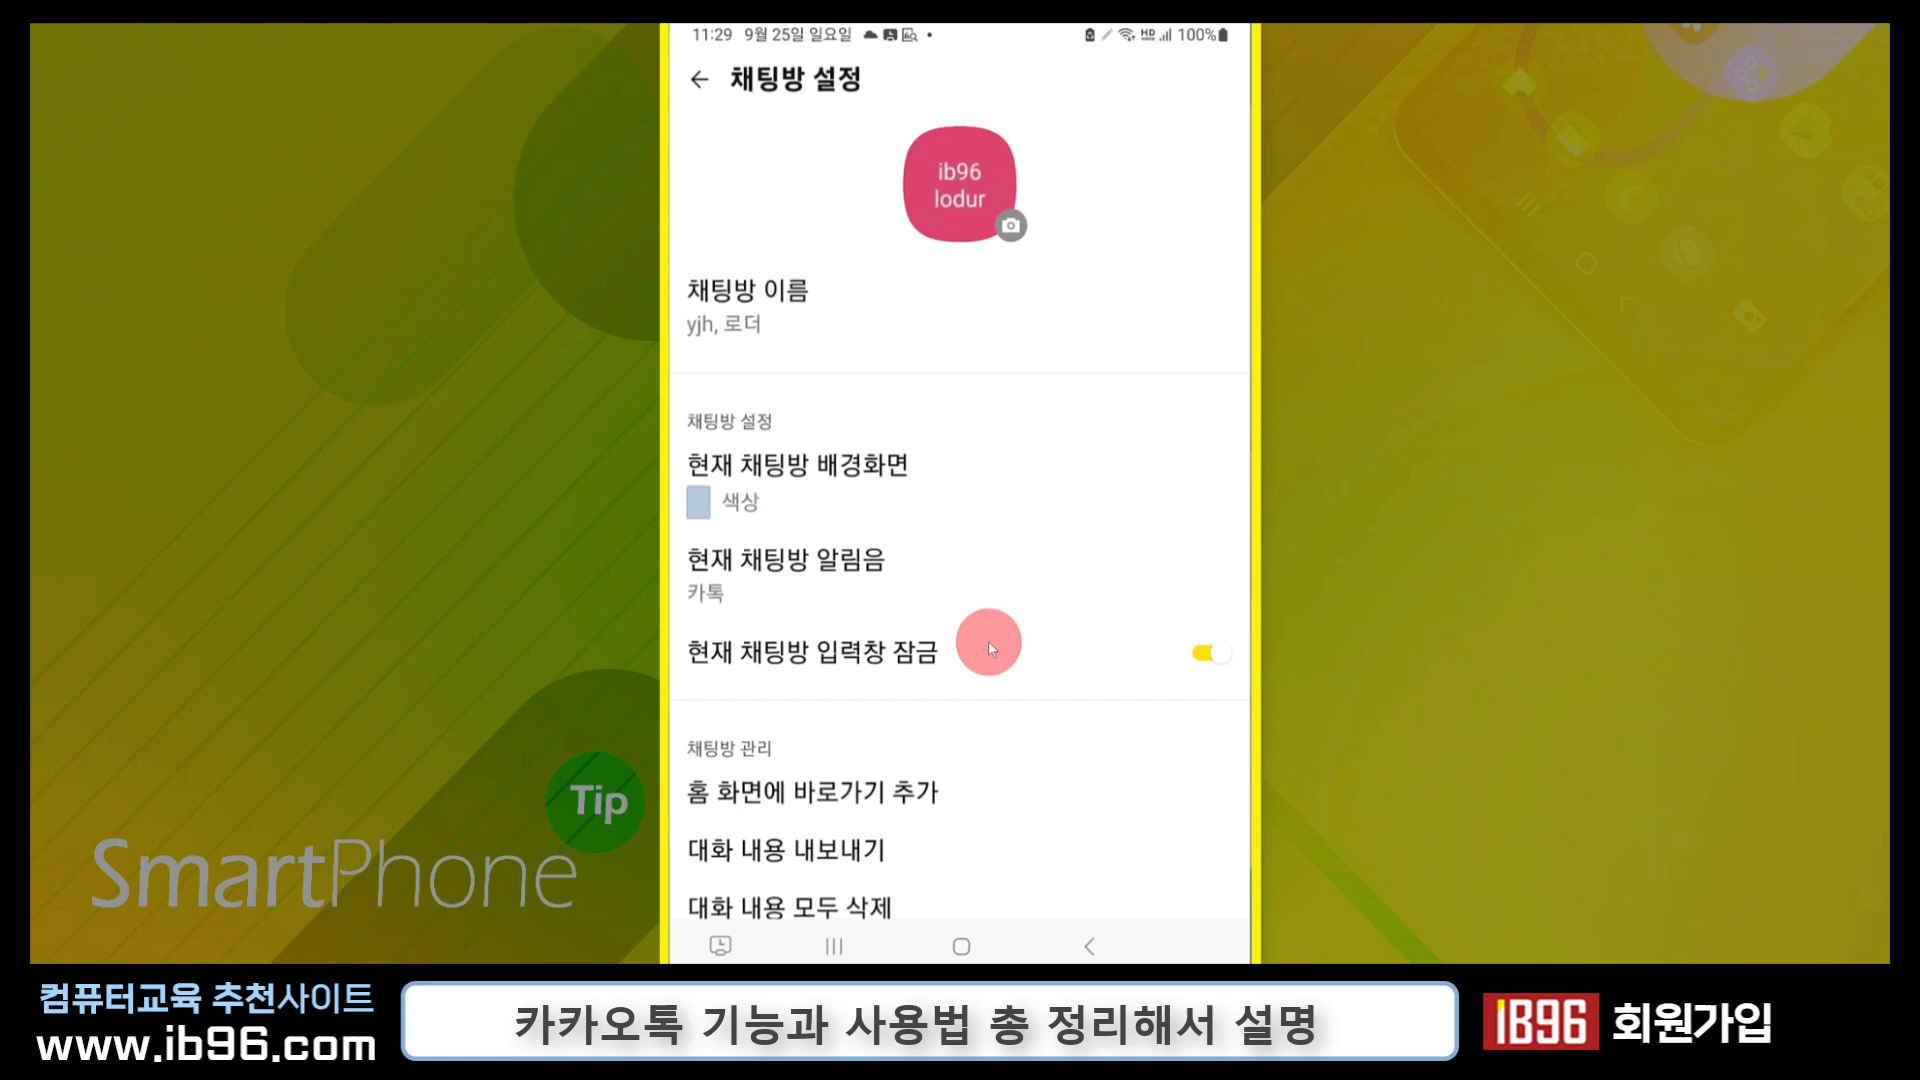 11:29 9월 25일 일요일
100%
채팅방 설정
ib96
lodur
채팅방 이름
yjh, 로더
채팅방 설정
현재 채팅방 배경화면
색상
현재 채팅방 알림음
카톡
현재 채팅방 입력창 잠금
채팅방 관리
홈 화면에 바로가기 추가
대화 내용 내보내기
대화 내용 모두 삭제
Tip
SmartPhone
컴퓨터교육 추천사이트
www.ib96.com
카카오톡 기능과 사용법 총 정리해서 설명
IB96 회원가입